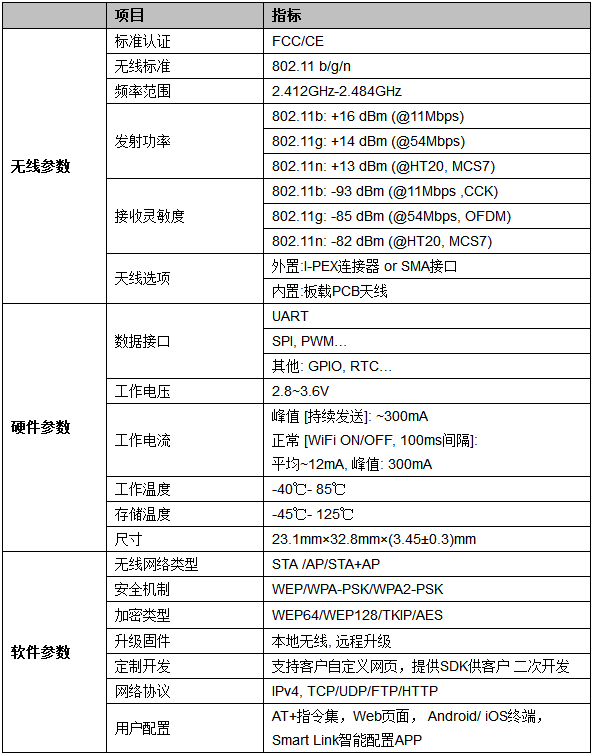 项目 指标
无线参数
标准认证 FCC/CE
无线标准 802.11 b/g/n
频率范围 2.412GHz-2.484GHz
发射功率
802.11b: +16 dBm (@11Mbps)
802.11g: +14 dBm (@54Mbps)
802.11n: +13 dBm (@HT20, MCS7)
接收灵敏度
802.11b: -93 dBm (@11Mbps ,CCK)
802.11g: -85 dBm (@54Mbps, OFDM)
802.11n: -82 dBm (@HT20, MCS7)
天线选项
外置:I-PEX连接器 or SMA接口
内置:板载PCB天线
硬件参数
数据接口
UART
SPI, PWM…
其他: GPIO, RTC…
工作电压 2.8~3.6V
工作电流
峰值 [持续发送]: ~300mA
正常 [WiFi ON/OFF, 100ms间隔]:
平均~12mA, 峰值: 300mA
工作温度 -40℃- 85℃
存储温度 -45℃- 125℃
尺寸 23.1mm×32.8mm×(3.45±0.3)mm
软件参数
无线网络类型 STA /AP/STA+AP
安全机制 WEP/WPA-PSK/WPA2-PSK
加密类型 WEP64/WEP128/TKIP/AES
升级固件 本地无线, 远程升级
定制开发 支持客户自定义网页，提供SDK供客户 二次开发
网络协议 IPv4, TCP/UDP/FTP/HTTP
用户配置
AT+指令集，Web页面， Android/ iOS终端，
Smart Link智能配置APP